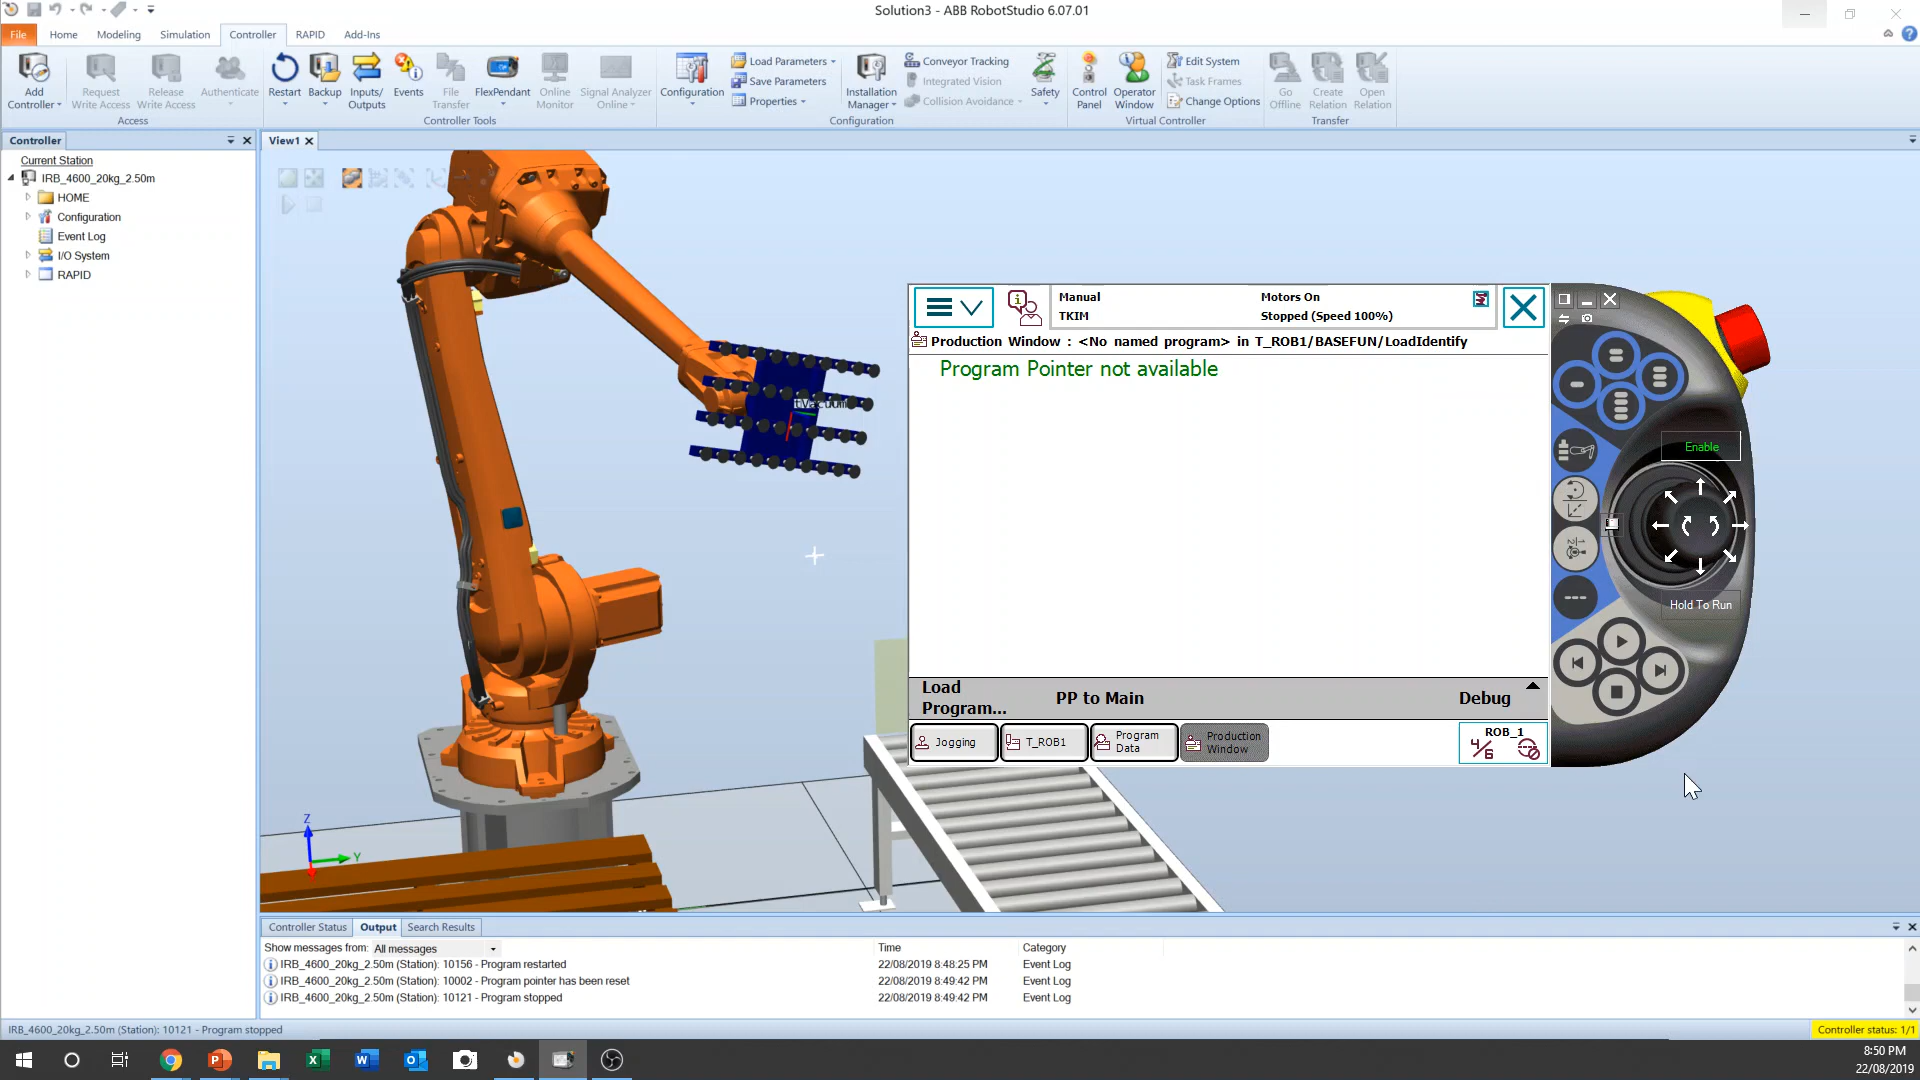 Solution3 - ABB RobotStudio 6.07.01
File
Home
Modeling
Simulation
Controller
RAPID
Add-Ins
Add
Controller
Request
Write Access
Release
Write Access
Authenticate
Access
Restart
Backup
Inputs/
Outputs
Events
File
Transfer
FlexPendant
Online
Monitor
Signal Analyzer
Online
Controller Tools
Configuration
Load Parameters
Save Parameters
Properties
Installation
Manager
Conveyor Tracking
Integrated Vision
Collision Avoidance
Safety
Configuration
Control
Panel
Operator
Window
Edit System
Task Frames
Change Options
Virtual Controller
Go
Offline
Create
Relation
Open
Relation
Transfer
Controller
View1
Current Station
IRB_4600_20kg_2.50m
HOME
Configuration
Event Log
I/O System
RAPID
Z
Y
Manual
Motors On
TKIM
Stopped (Speed 100%)
Production Window : <No named program> in T_ROB1/BASEFUN/LoadIdentify
Program Pointer not available
Enable
Hold To Run
Load
Program...
PP to Main
Debug
Jogging
T_ROB1
Program
Data
Production
Window
ROB_1
Controller Status
Output
Search Results
Show messages from:
All messages
Time
Category
IRB_4600_20kg_2.50m (Station): 10156 - Program restarted
22/08/2019 8:48:25 PM
Event Log
IRB_4600_20kg_2.50m (Station): 10002 - Program pointer has been reset
22/08/2019 8:49:42 PM
Event Log
IRB_4600_20kg_2.50m (Station): 10121 - Program stopped
22/08/2019 8:49:42 PM
Event Log
IRB_4600_20kg_2.50m (Station): 10121 - Program stopped
Controller status: 1/1
8:50 PM
22/08/2019